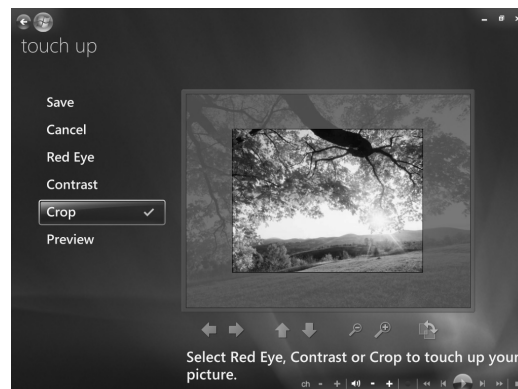 touch up
Save
Cancel
Red Eye
Contrast
Crop
Preview
Select Red Eye, Contrast or Crop to touch up your
picture.
ch - +
- +